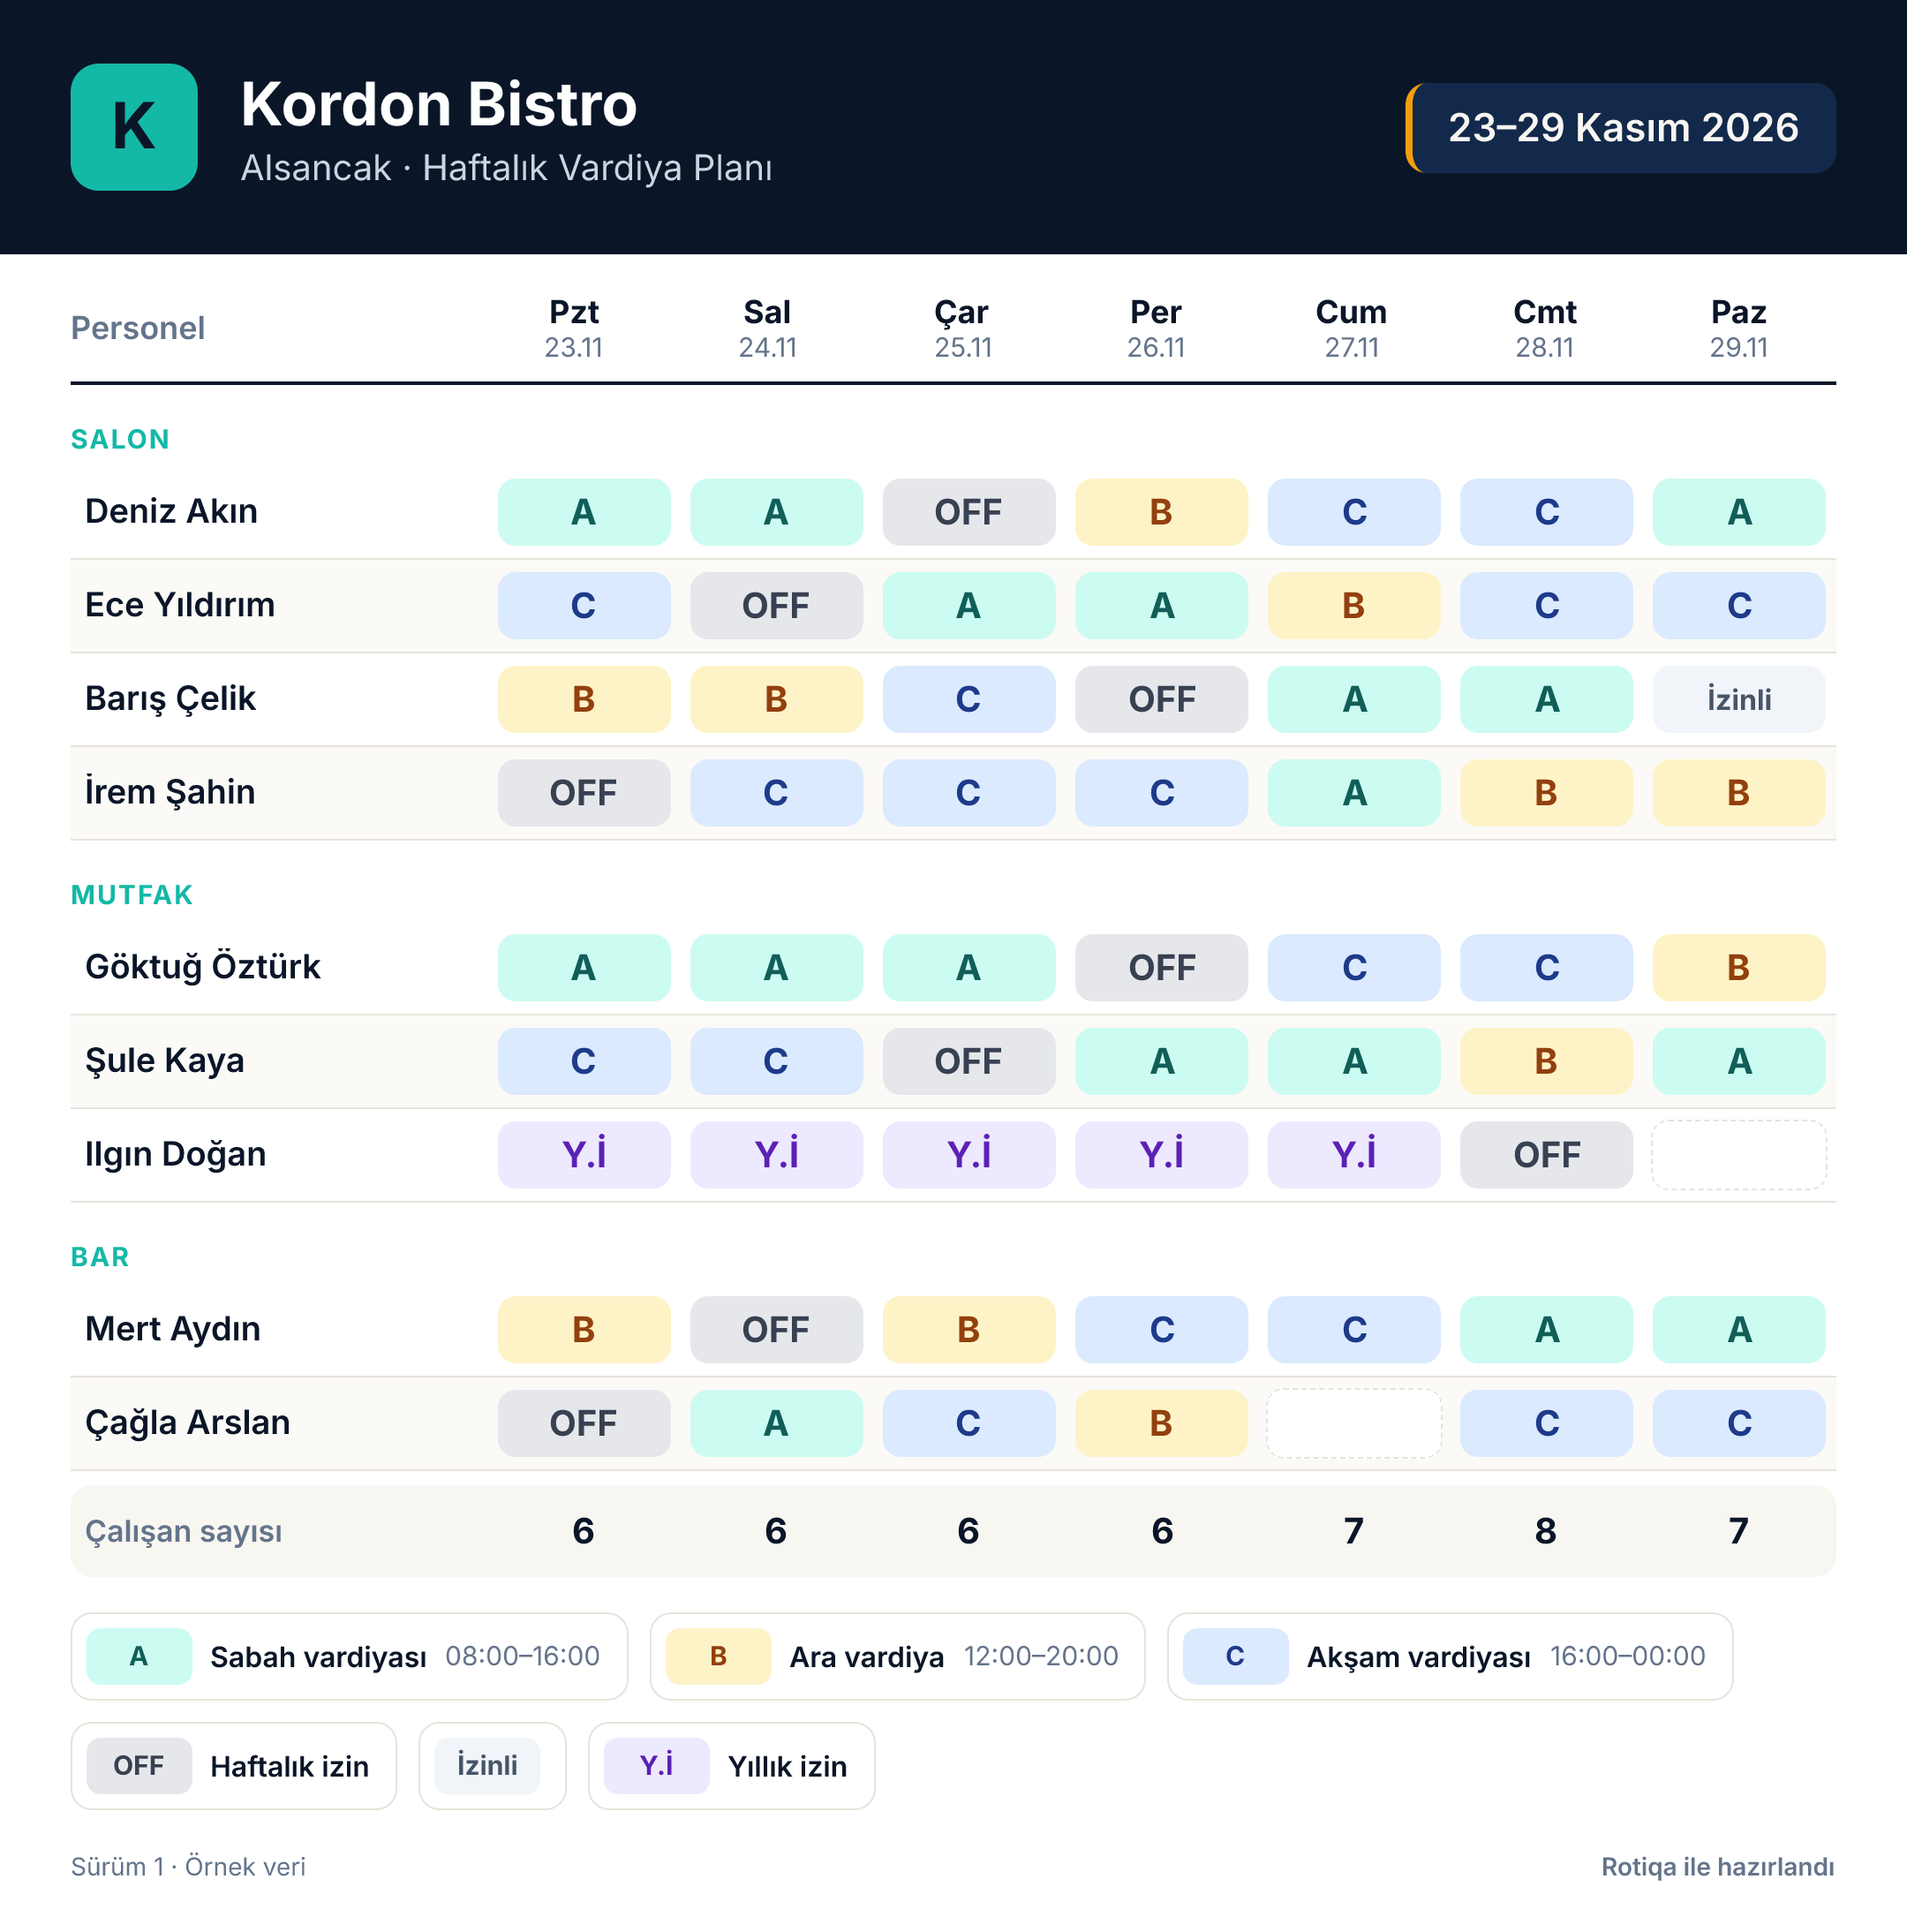 K
Kordon Bistro
Alsancak · Haftalık Vardiya Planı
23–29 Kasım 2026
Personel Pzt Sal Çar Per Cum Cmt Paz
23.11 24.11 25.11 26.11 27.11 28.11 29.11
SALON
Deniz Akın A A OFF B C C A
Ece Yıldırım C OFF A A B C C
Barış Çelik B B C OFF A A İzinli
İrem Şahin OFF C C C A B B
MUTFAK
Göktuğ Öztürk A A A OFF C C B
Şule Kaya C C OFF A A B A
Ilgın Doğan Y.İ Y.İ Y.İ Y.İ Y.İ OFF
BAR
Mert Aydın B OFF B C C A A
Çağla Arslan OFF A C B C C
Çalışan sayısı 6 6 6 6 7 8 7
A Sabah vardiyası 08:00–16:00 B Ara vardiya 12:00–20:00 C Akşam vardiyası 16:00–00:00
OFF Haftalık izin İzinli Y.İ Yıllık izin
Sürüm 1 · Örnek veri Rotiqa ile hazırlandı